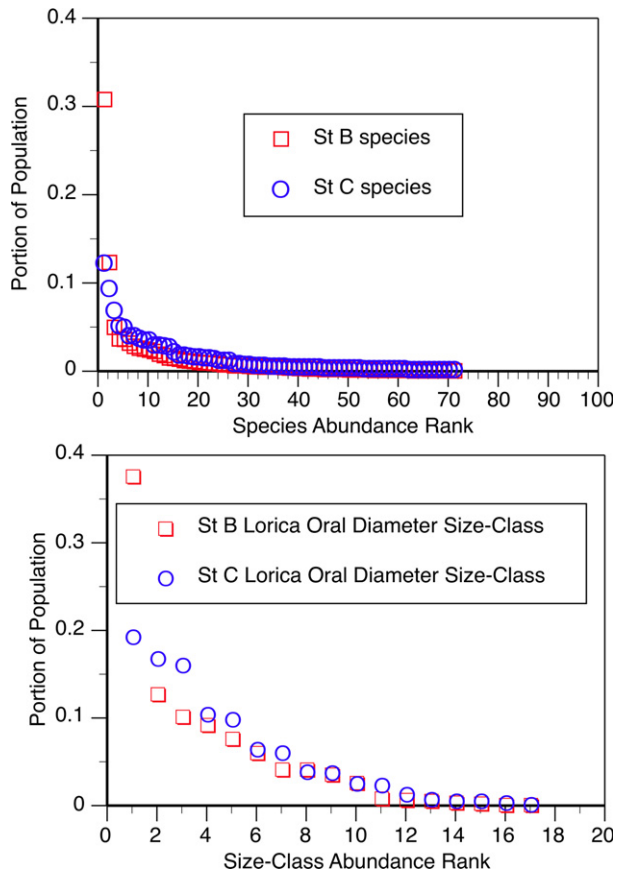 0.4
0.3
0.2
0.1
0
Portion of Population
St B species
St C species
0 10 20 30 40 50 60 70 80 90 100
Species Abundance Rank
0.4
0.3
0.2
0.1
0
Portion of Population
St B Lorica Oral Diameter Size-Class
St C Lorica Oral Diameter Size-Class
0 2 4 6 8 10 12 14 16 18 20
Size-Class Abundance Rank